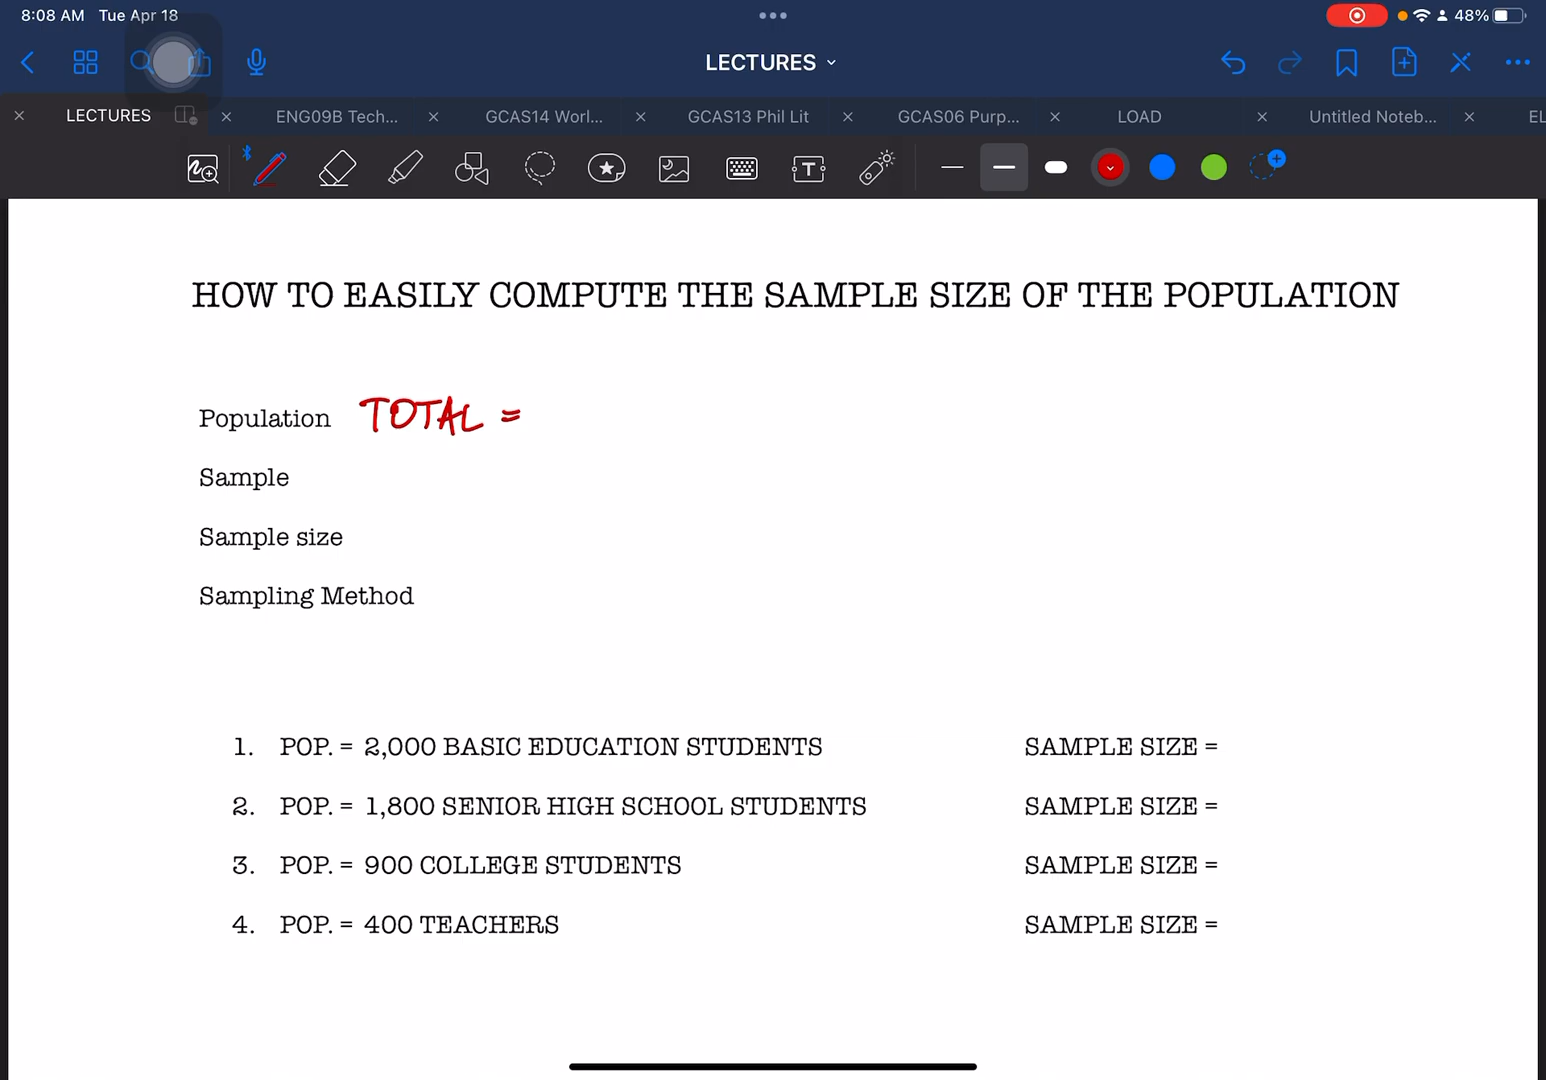 8:08 AM Tue Apr 18
48%
LECTURES
LECTURES
ENG09B Tech...
GCAS14 Worl...
GCAS13 Phil Lit
GCAS06 Purp...
LOAD
Untitled Noteb...
EL
HOW TO EASILY COMPUTE THE SAMPLE SIZE OF THE POPULATION
Population TOTAL =
Sample
Sample size
Sampling Method
1. POP. = 2,000 BASIC EDUCATION STUDENTS SAMPLE SIZE =
2. POP. = 1,800 SENIOR HIGH SCHOOL STUDENTS SAMPLE SIZE =
3. POP. = 900 COLLEGE STUDENTS SAMPLE SIZE =
4. POP. = 400 TEACHERS SAMPLE SIZE =